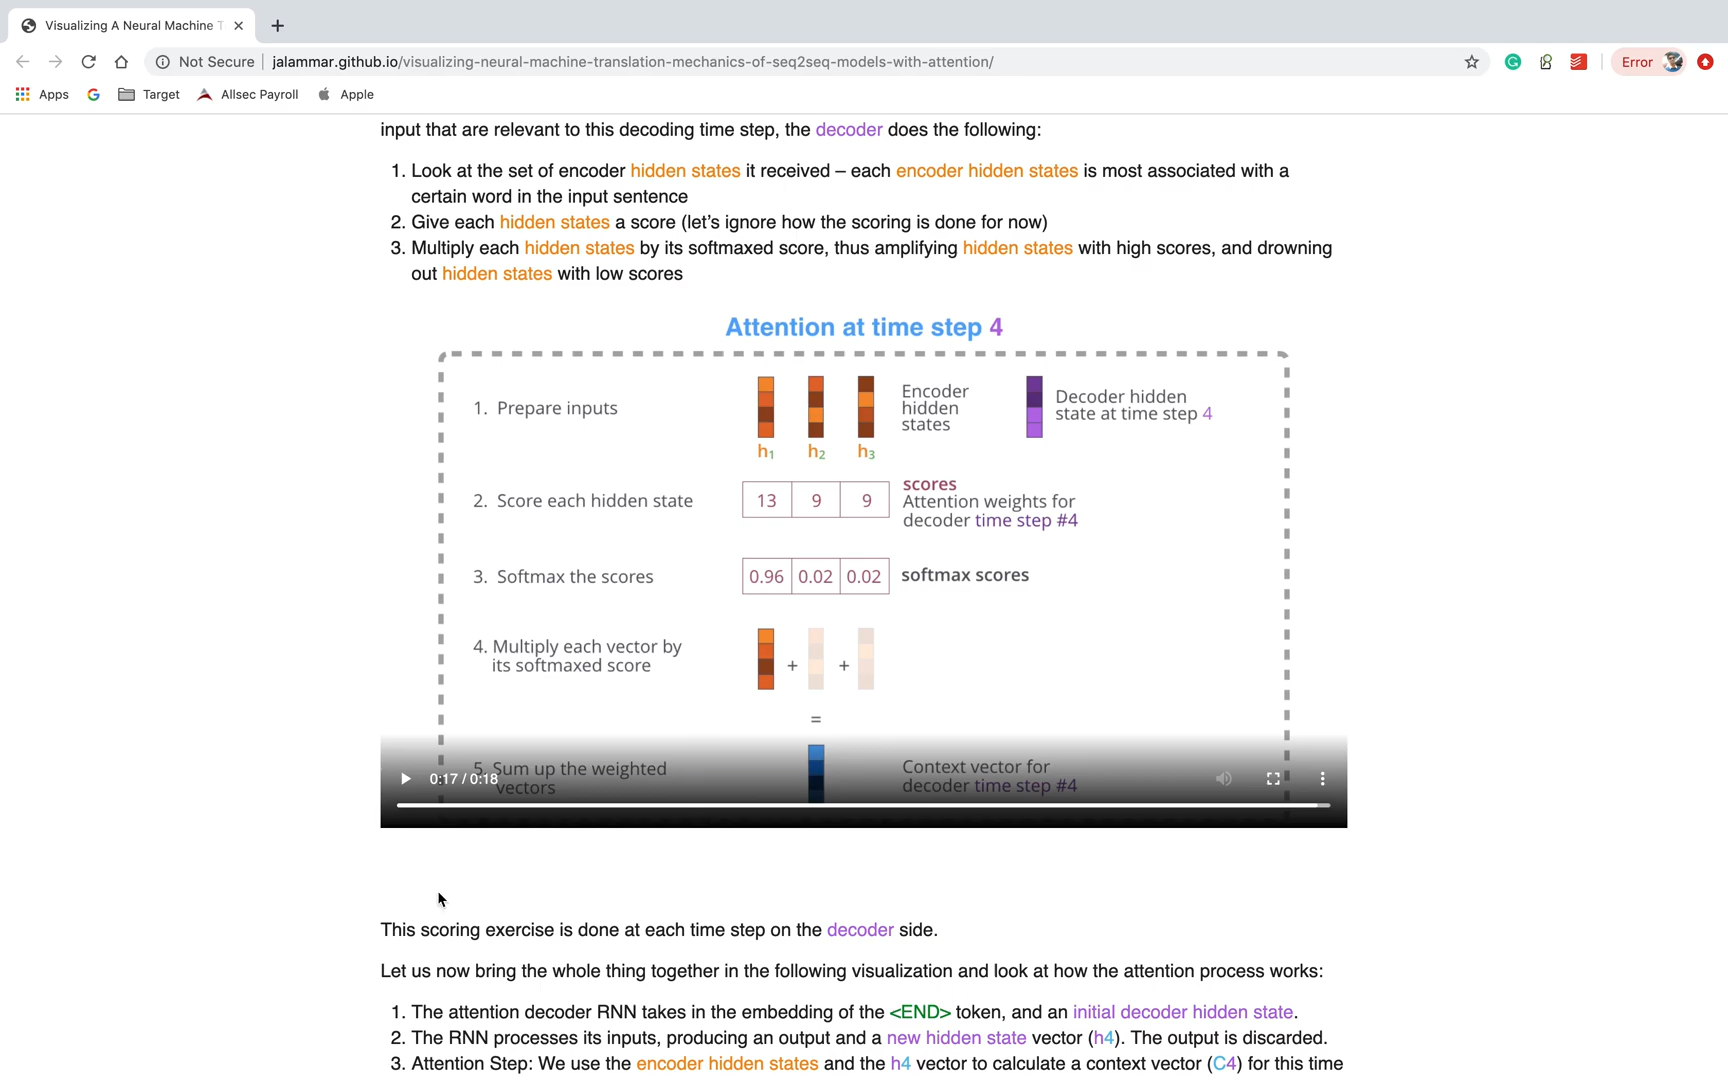 Visualizing A Neural Machine T
Not Secure | jalammar.github.io/visualizing-neural-machine-translation-mechanics-of-seq2seq-models-with-attention/
Error
Apps
Target
Allsec Payroll
Apple
input that are relevant to this decoding time step, the decoder does the following:
1. Look at the set of encoder hidden states it received – each encoder hidden states is most associated with a
certain word in the input sentence
2. Give each hidden states a score (let’s ignore how the scoring is done for now)
3. Multiply each hidden states by its softmaxed score, thus amplifying hidden states with high scores, and drowning
out hidden states with low scores
Attention at time step 4
1. Prepare inputs
h1 h2 h3
Encoder
hidden
states
Decoder hidden
state at time step 4
2. Score each hidden state
13 9 9
scores
Attention weights for
decoder time step #4
3. Softmax the scores
0.96 0.02 0.02
softmax scores
4. Multiply each vector by
its softmaxed score
+ +
=
5. Sum up the weighted
vectors
Context vector for
decoder time step #4
0:17 / 0:18
This scoring exercise is done at each time step on the decoder side.
Let us now bring the whole thing together in the following visualization and look at how the attention process works:
1. The attention decoder RNN takes in the embedding of the <END> token, and an initial decoder hidden state.
2. The RNN processes its inputs, producing an output and a new hidden state vector (h4). The output is discarded.
3. Attention Step: We use the encoder hidden states and the h4 vector to calculate a context vector (C4) for this time